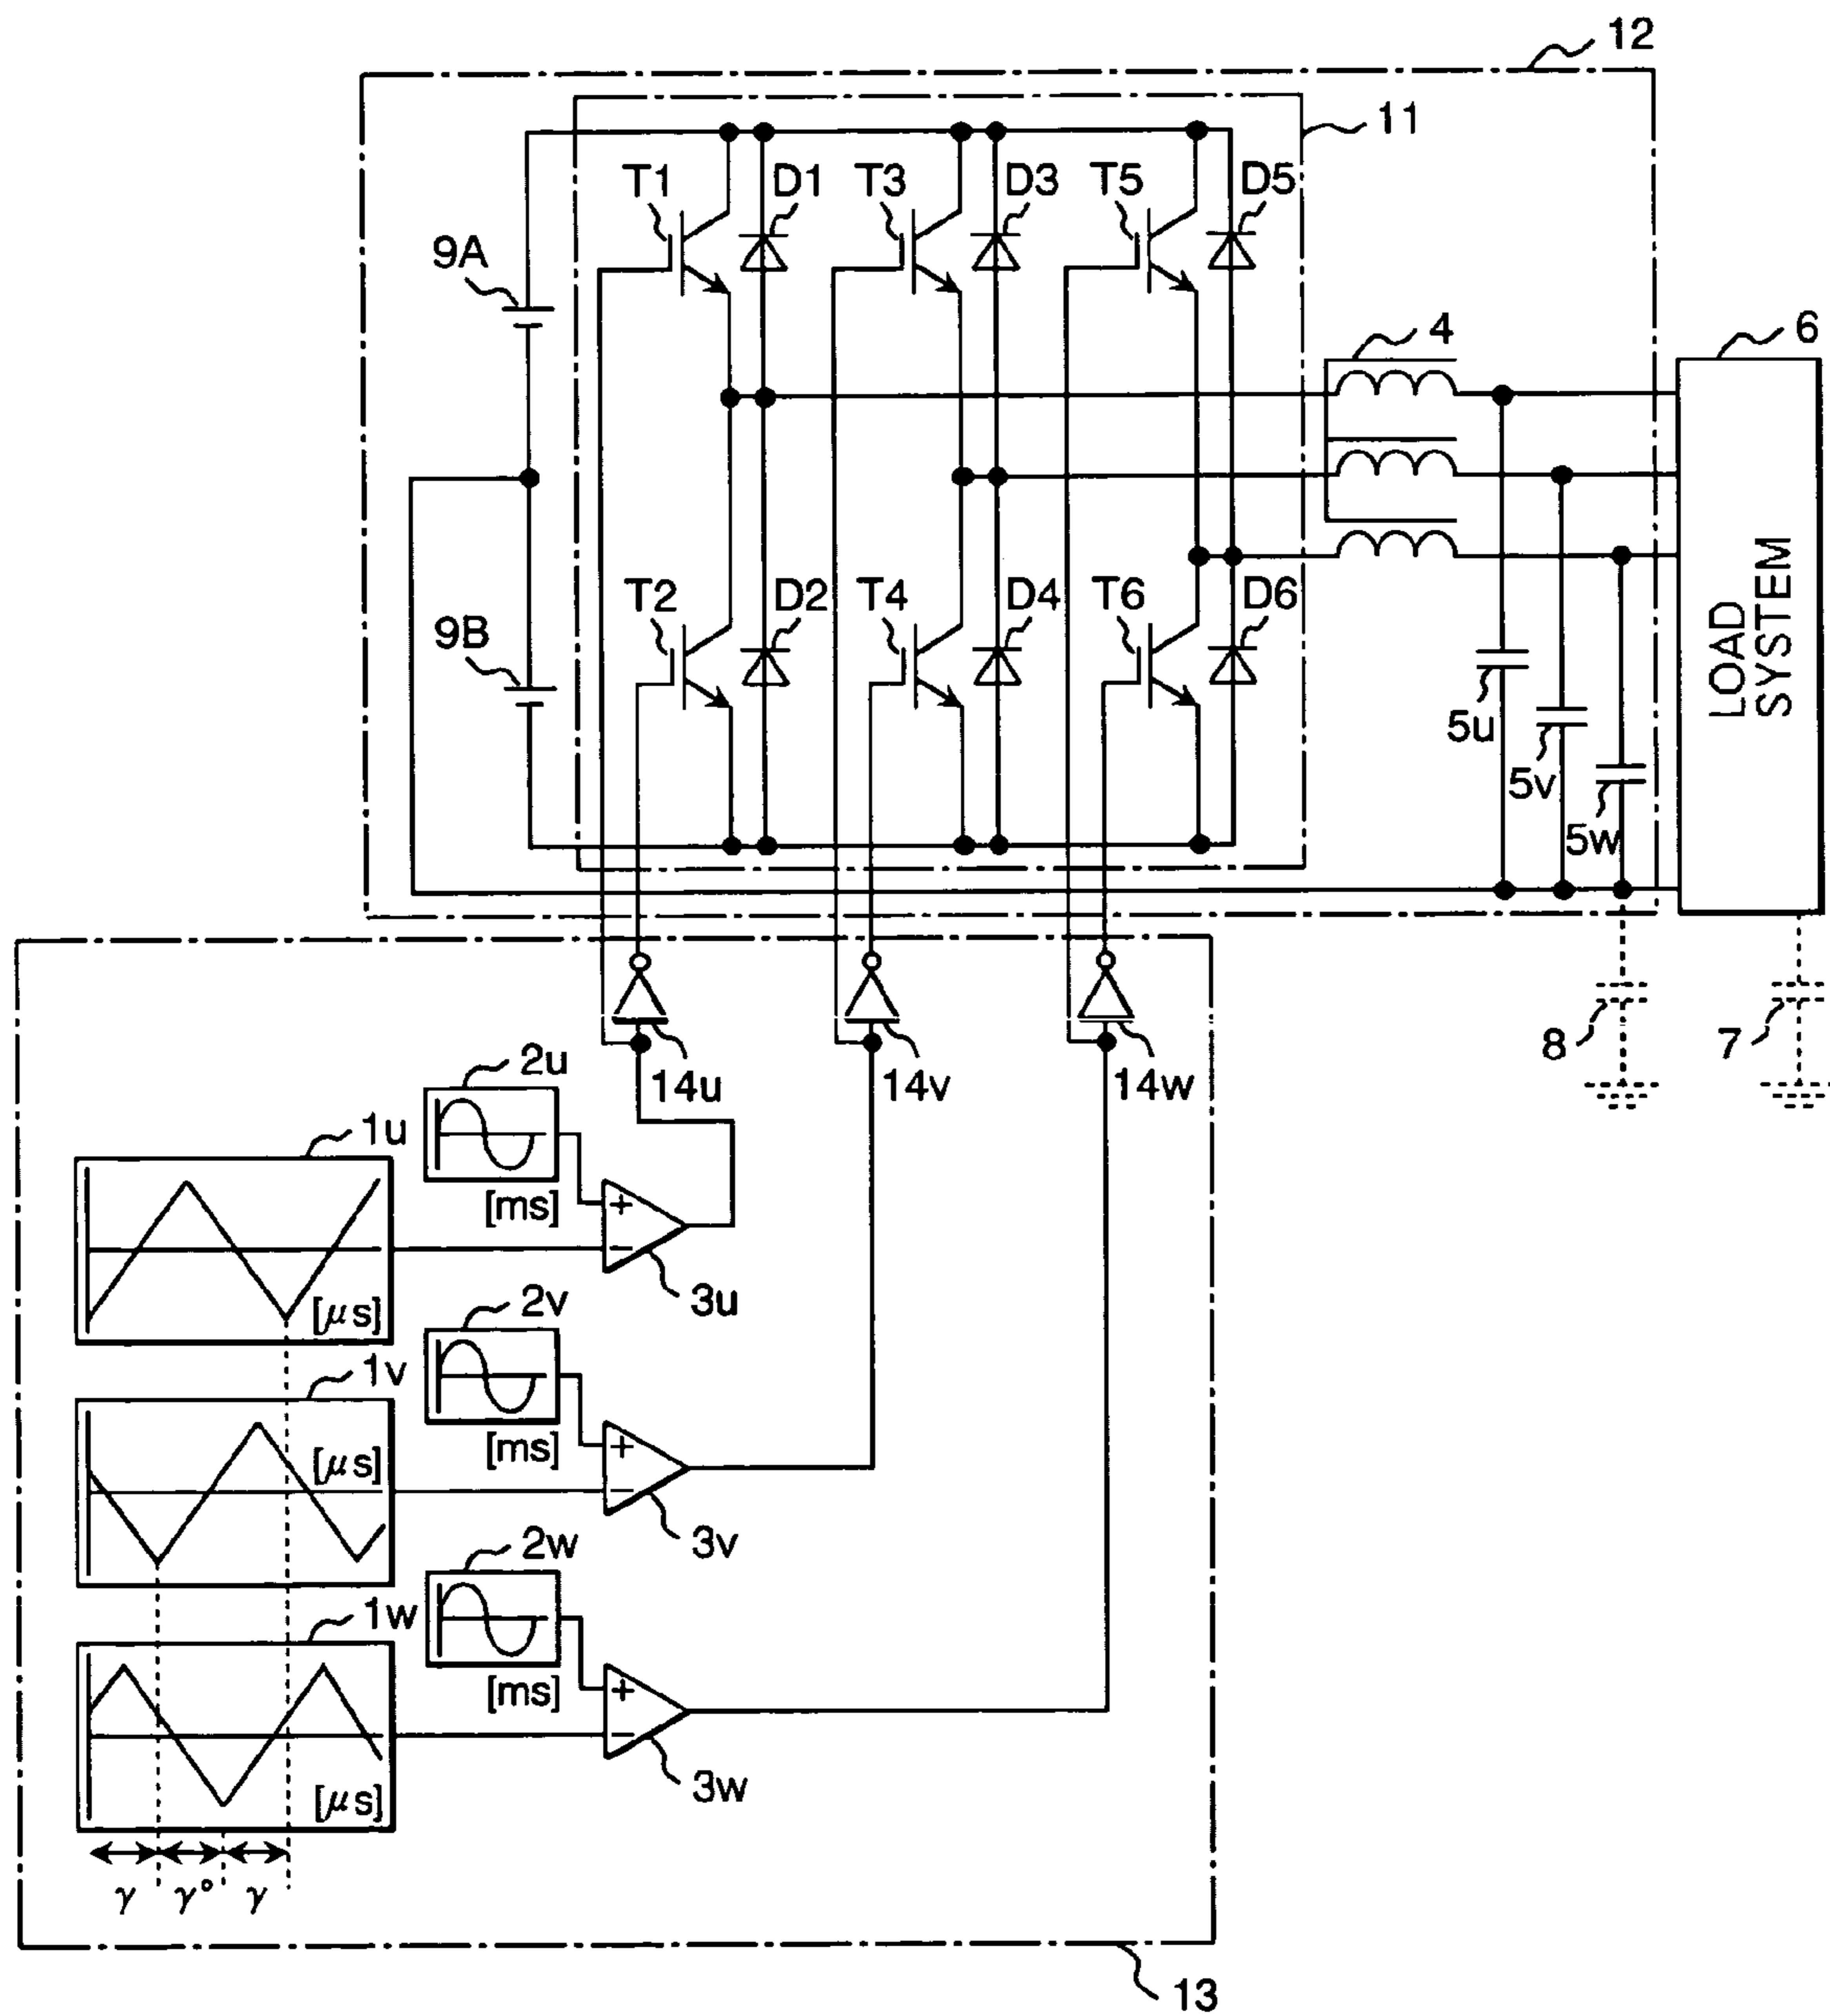 12
11
T1
D1
T3
D3
T5
D5
9A
4
6
T2
D2
T4
D4
T6
D6
9B
LOAD
SYSTEM
5u
5v
5w
8
7
14u
14v
14w
2u
[ms]
1u
[μs]
3u
2v
[ms]
1v
[μs]
3v
2w
[ms]
1w
[μs]
3w
γ γ° γ
13